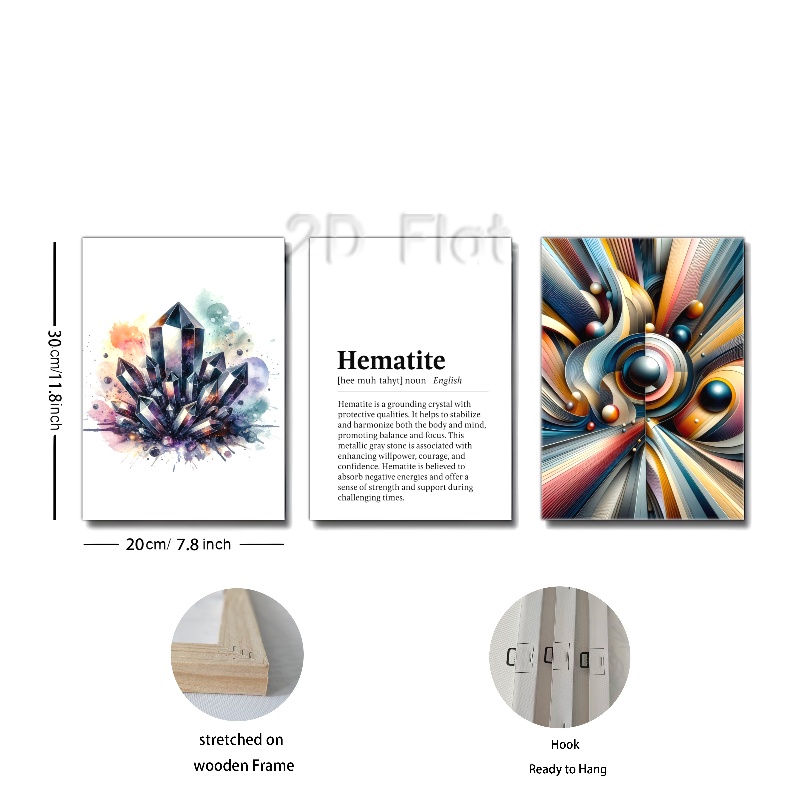 2D Flat
Hematite
[hee muh tahyt] noun English
Hematite is a grounding crystal with
protective qualities. It helps to stabilize
and harmonize both the body and mind,
promoting balance and focus. This
metallic gray stone is associated with
enhancing willpower, courage, and
confidence. Hematite is believed to
absorb negative energies and offer a
sense of strength and support during
challenging times.
30cm/11.8inch
20cm/ 7.8 inch
stretched on
wooden Frame
Hook
Ready to Hang